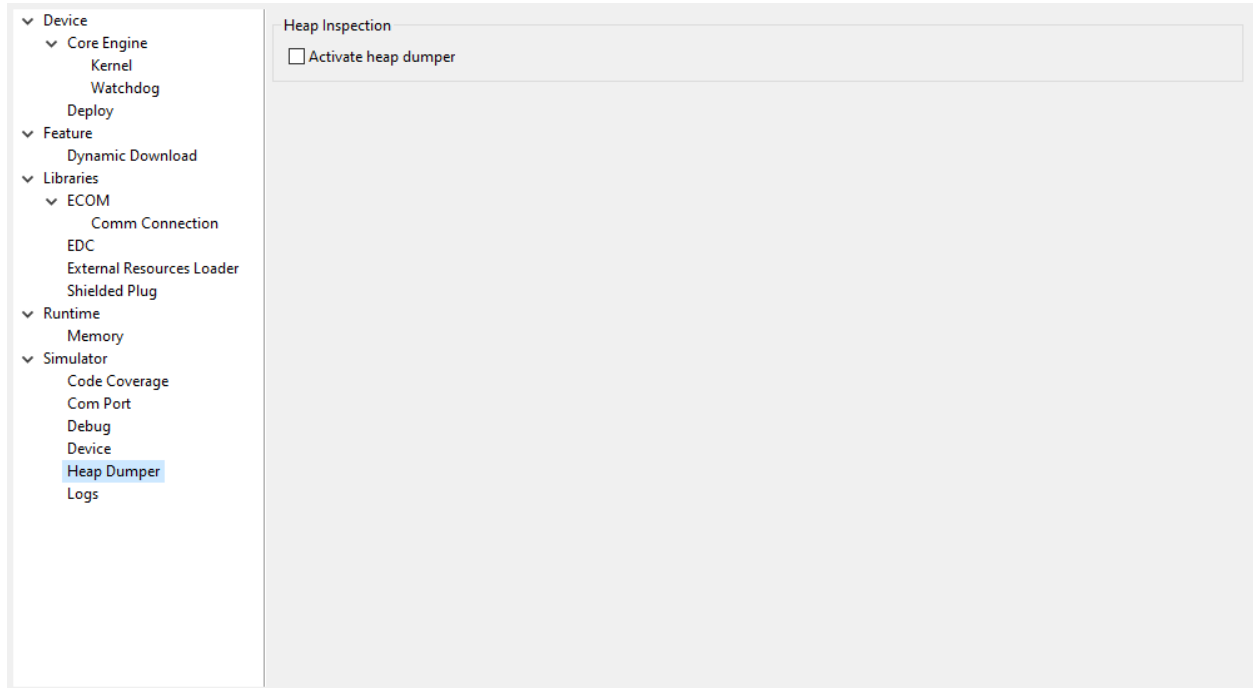 Device
Core Engine
Kernel
Watchdog
Deploy
Feature
Dynamic Download
Libraries
ECOM
Comm Connection
EDC
External Resources Loader
Shielded Plug
Runtime
Memory
Simulator
Code Coverage
Com Port
Debug
Device
Heap Dumper
Logs
Heap Inspection
Activate heap dumper